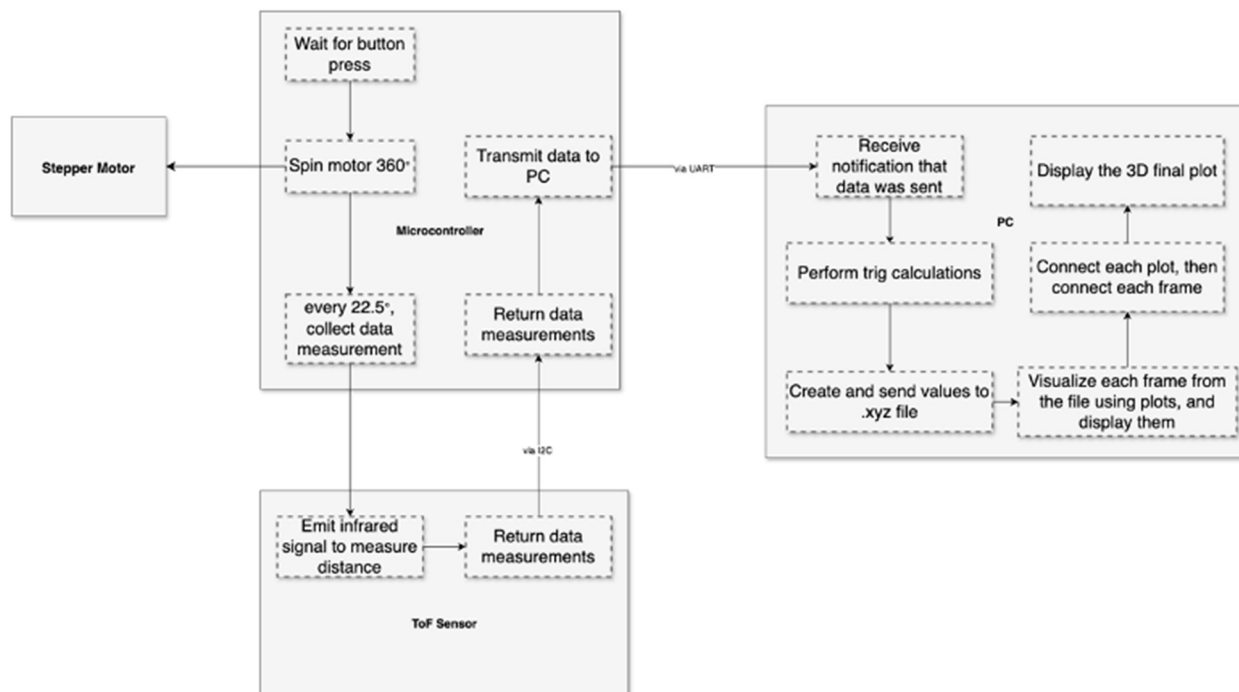 Wait for button
press
Stepper Motor
Spin motor 360°
Transmit data to
PC
via UART
Receive
notification that
data was sent
Display the 3D final plot
Microcontroller
PC
Perform trig calculations
Connect each plot, then
connect each frame
every 22.5°,
collect data
measurement
Return data
measurements
Create and send values to
.xyz file
Visualize each frame from
the file using plots, and
display them
via I2C
Emit infrared
signal to measure
distance
Return data
measurements
ToF Sensor